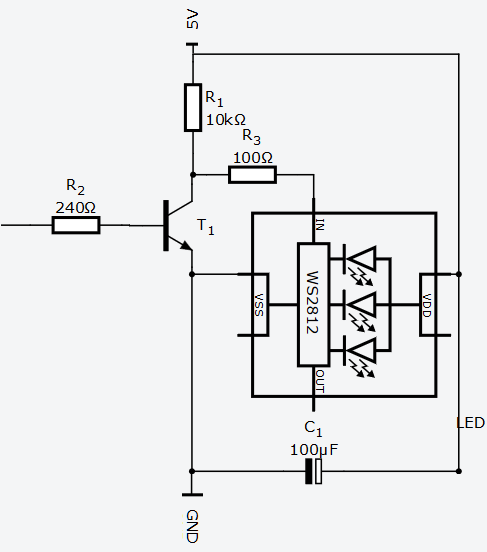 5V
R1
10kΩ
R3
100Ω
R2
240Ω
T1
IN
WS2812
VSS
VDD
OUT
LED
C1
100µF
GND